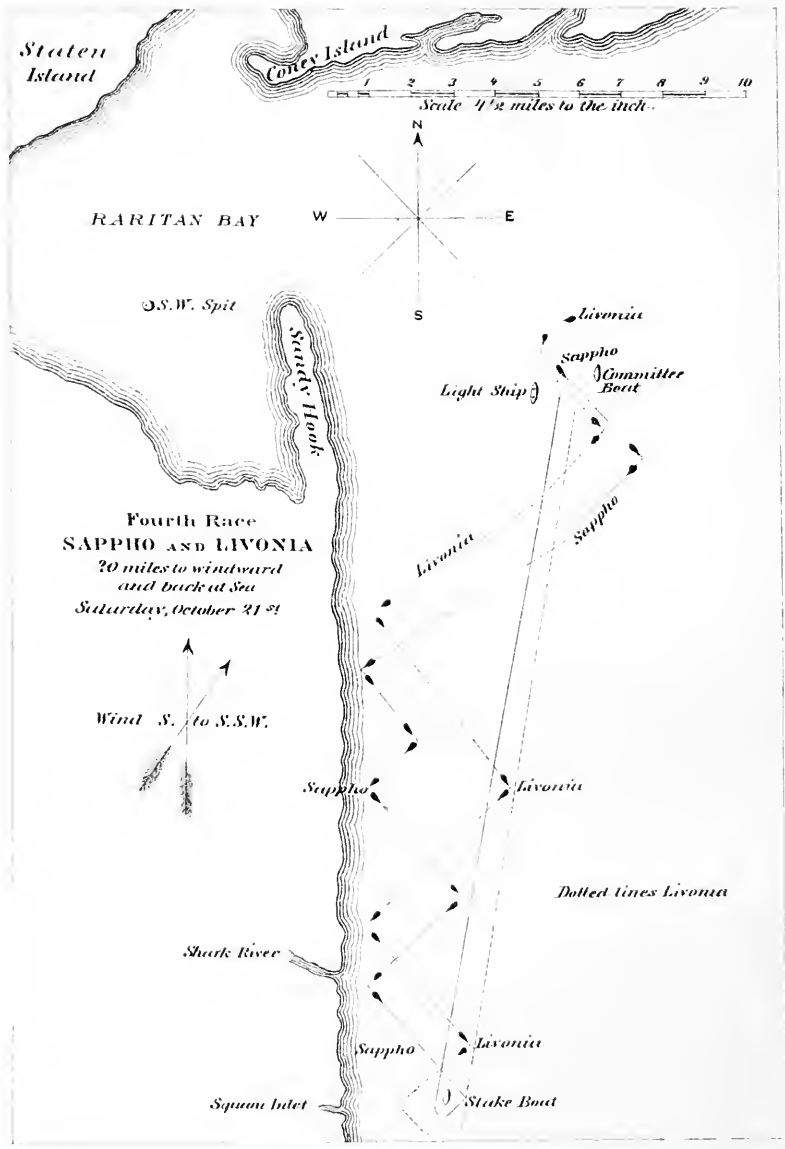 Staten
Island
Coney Island
1 2 3 4 5 6 7 8 9 10
Scale 4 1/2 miles to the inch.
N
W E
S
RARITAN BAY
S.W. Spit
Sandy Hook
Livonia
Sappho
Committee
Boat
Light Ship
Sappho
Livonia
Fourth Race
SAPPHO AND LIVONIA
20 miles to windward
and back at Sea
Saturday, October 21st
Wind S. to S.S.W.
Sappho
Livonia
Dotted lines Livonia
Shark River
Sappho
Livonia
Squan Inlet
Stake Boat